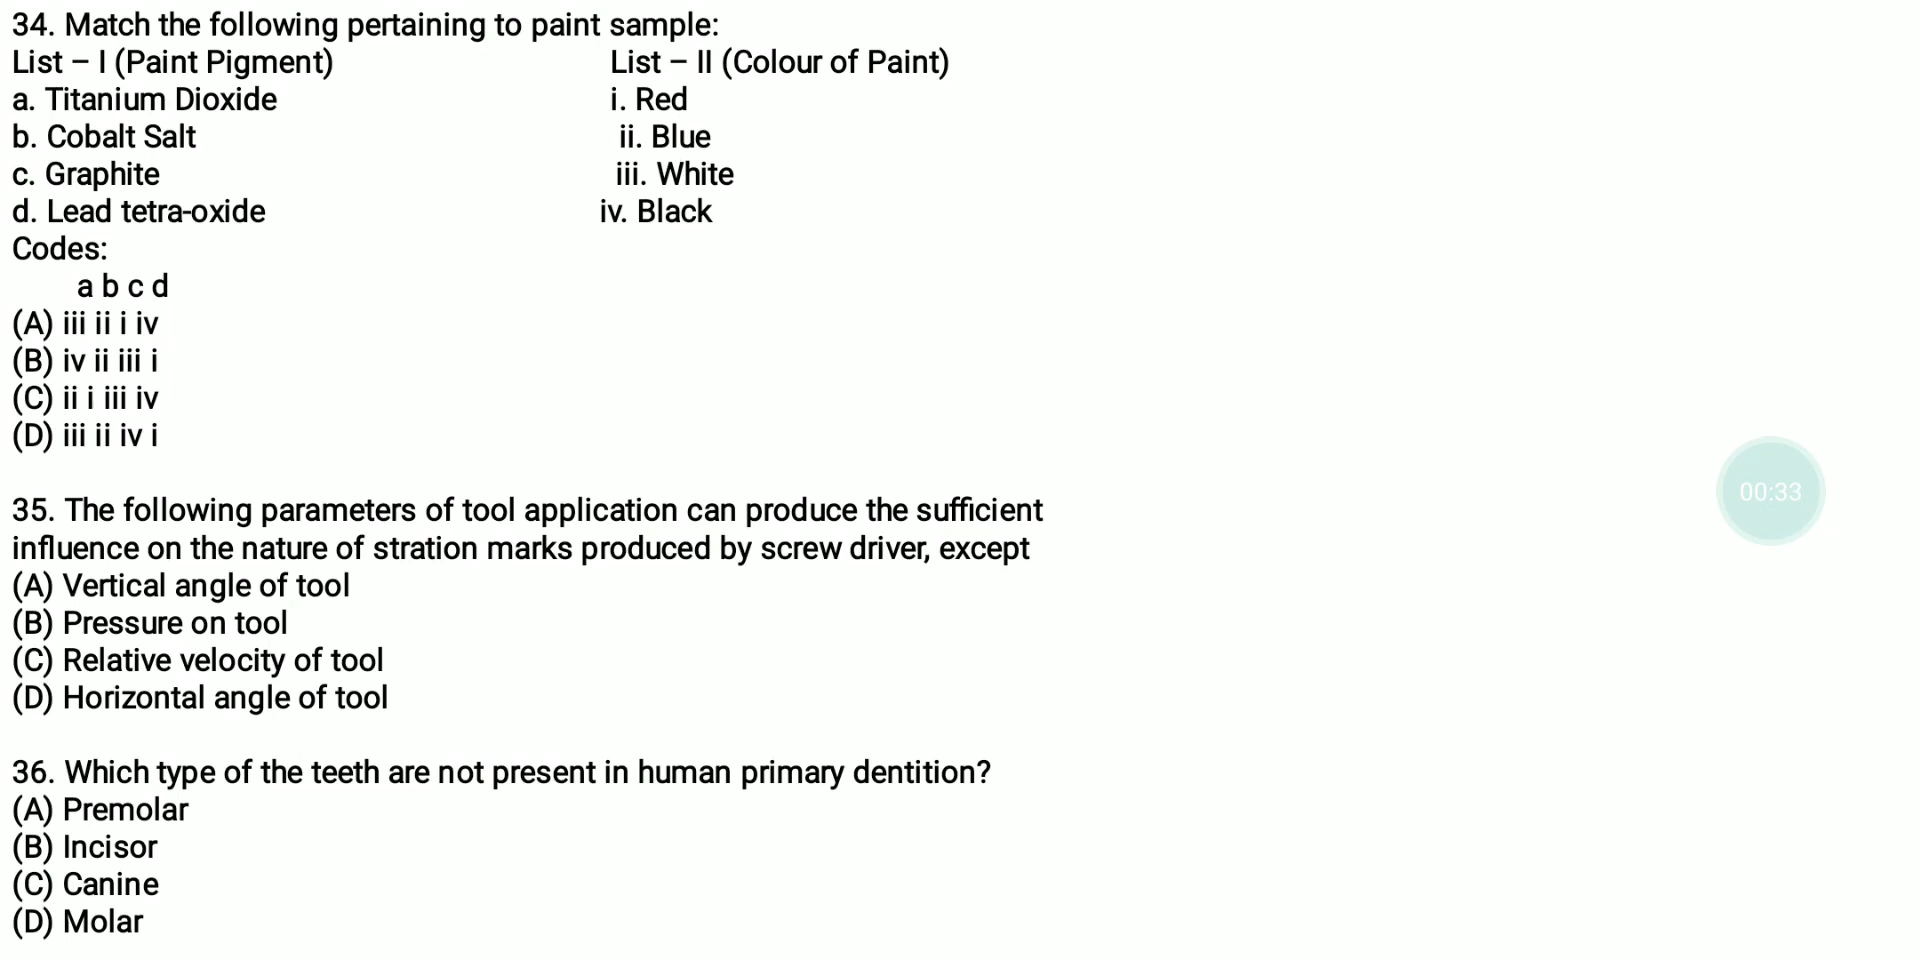 34. Match the following pertaining to paint sample:
List – I (Paint Pigment) List – II (Colour of Paint)
a. Titanium Dioxide i. Red
b. Cobalt Salt ii. Blue
c. Graphite iii. White
d. Lead tetra-oxide iv. Black
Codes:
a b c d
(A) iii ii i iv
(B) iv ii iii i
(C) ii i iii iv
(D) iii ii iv i
35. The following parameters of tool application can produce the sufficient
influence on the nature of stration marks produced by screw driver, except
(A) Vertical angle of tool
(B) Pressure on tool
(C) Relative velocity of tool
(D) Horizontal angle of tool
36. Which type of the teeth are not present in human primary dentition?
(A) Premolar
(B) Incisor
(C) Canine
(D) Molar
00:33